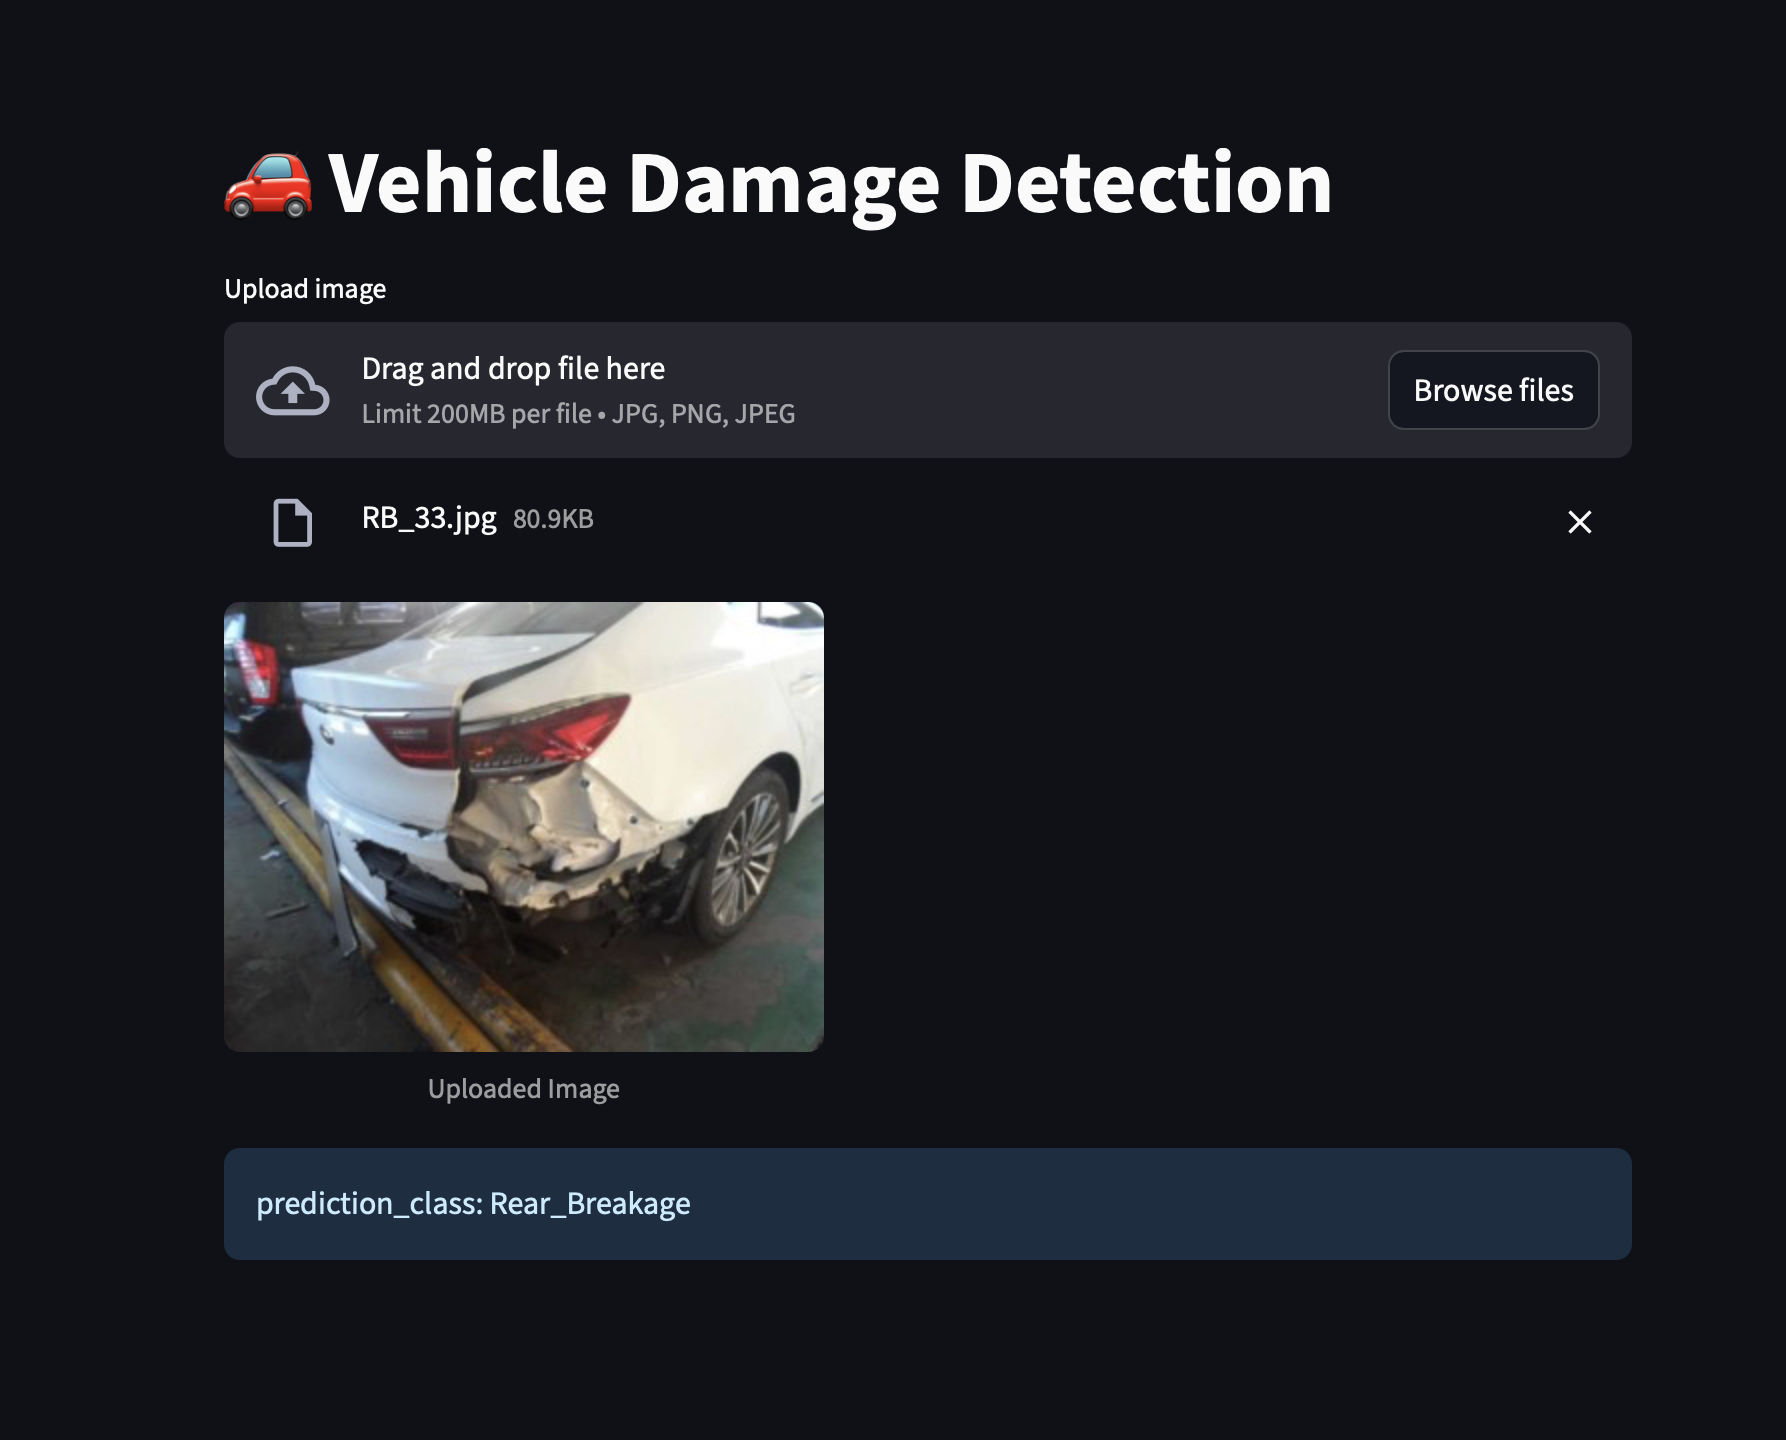 Vehicle Damage Detection
Upload image
Drag and drop file here
Limit 200MB per file • JPG, PNG, JPEG
Browse files
RB_33.jpg 80.9KB
Uploaded Image
prediction_class: Rear_Breakage